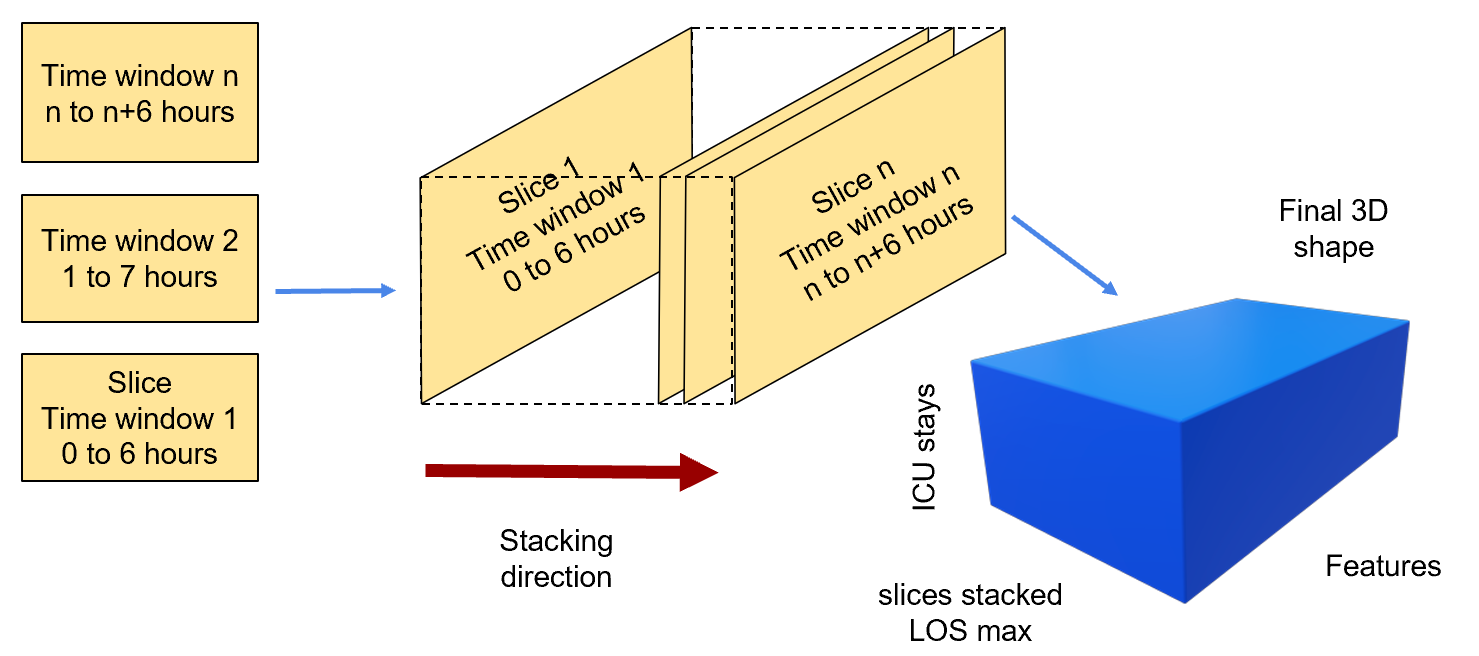 Time window n
n to n+6 hours
Time window 2
1 to 7 hours
Slice
Time window 1
0 to 6 hours
Slice 1
Time window 1
0 to 6 hours
Slice n
Time window n
n to n+6 hours
Stacking
direction
Final 3D
shape
ICU stays
Features
slices stacked
LOS max